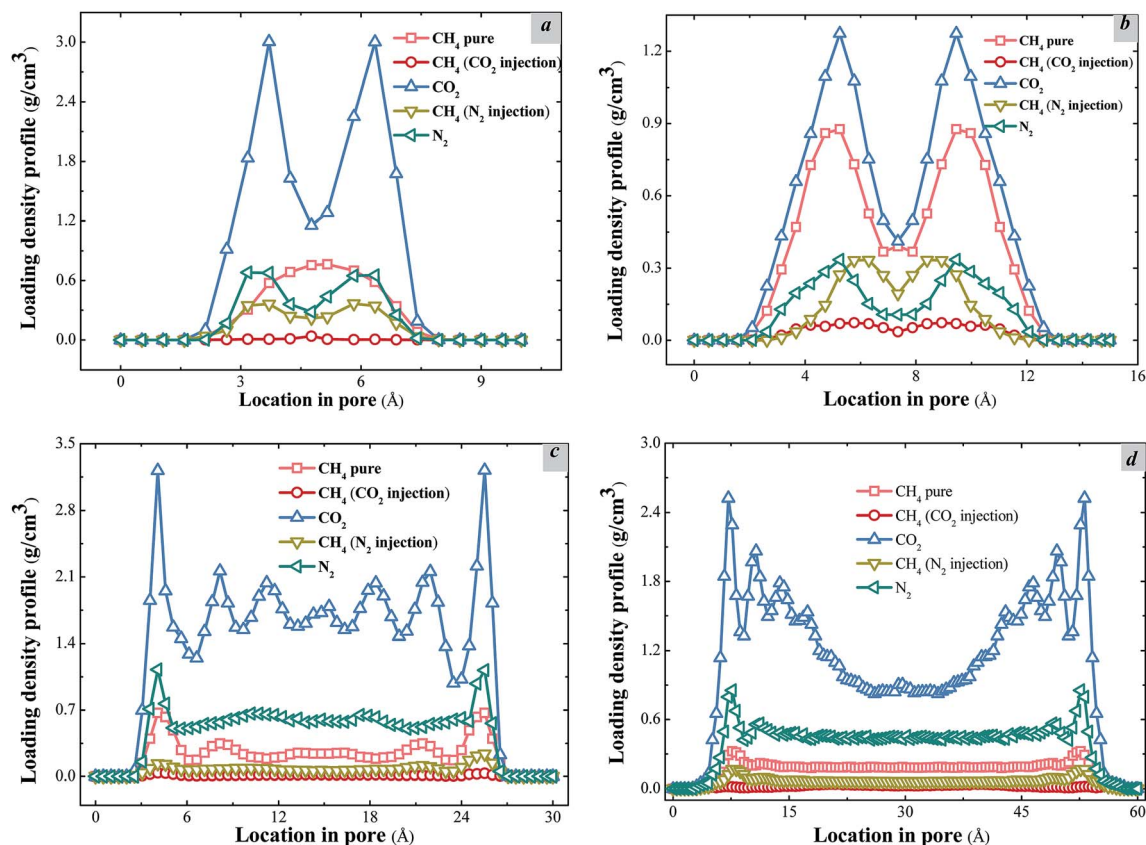 a
CH₄ pure
CH₄ (CO₂ injection)
CO₂
CH₄ (N₂ injection)
N₂
Loading density profile (g/cm³)
3.0
2.4
1.8
1.2
0.6
0.0
0 3 6 9
Location in pore (Å)
b
CH₄ pure
CH₄ (CO₂ injection)
CO₂
CH₄ (N₂ injection)
N₂
Loading density profile (g/cm³)
1.2
0.9
0.6
0.3
0.0
0 4 8 12 16
Location in pore (Å)
c
CH₄ pure
CH₄ (CO₂ injection)
CO₂
CH₄ (N₂ injection)
N₂
Loading density profile (g/cm³)
3.5
2.8
2.1
1.4
0.7
0.0
0 6 12 18 24 30
Location in pore (Å)
d
CH₄ pure
CH₄ (CO₂ injection)
CO₂
CH₄ (N₂ injection)
N₂
Loading density profile (g/cm³)
3.0
2.4
1.8
1.2
0.6
0.0
0 15 30 45 60
Location in pore (Å)